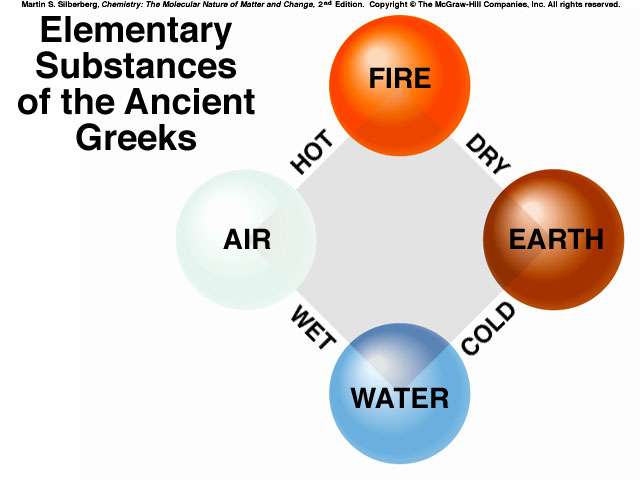 Martin S. Silberberg, Chemistry: The Molecular Nature of Matter and Change, 2nd Edition. Copyright © The McGraw-Hill Companies, Inc. All rights reserved.
Elementary
Substances
of the Ancient
Greeks
FIRE
HOT
DRY
AIR
EARTH
WET
COLD
WATER